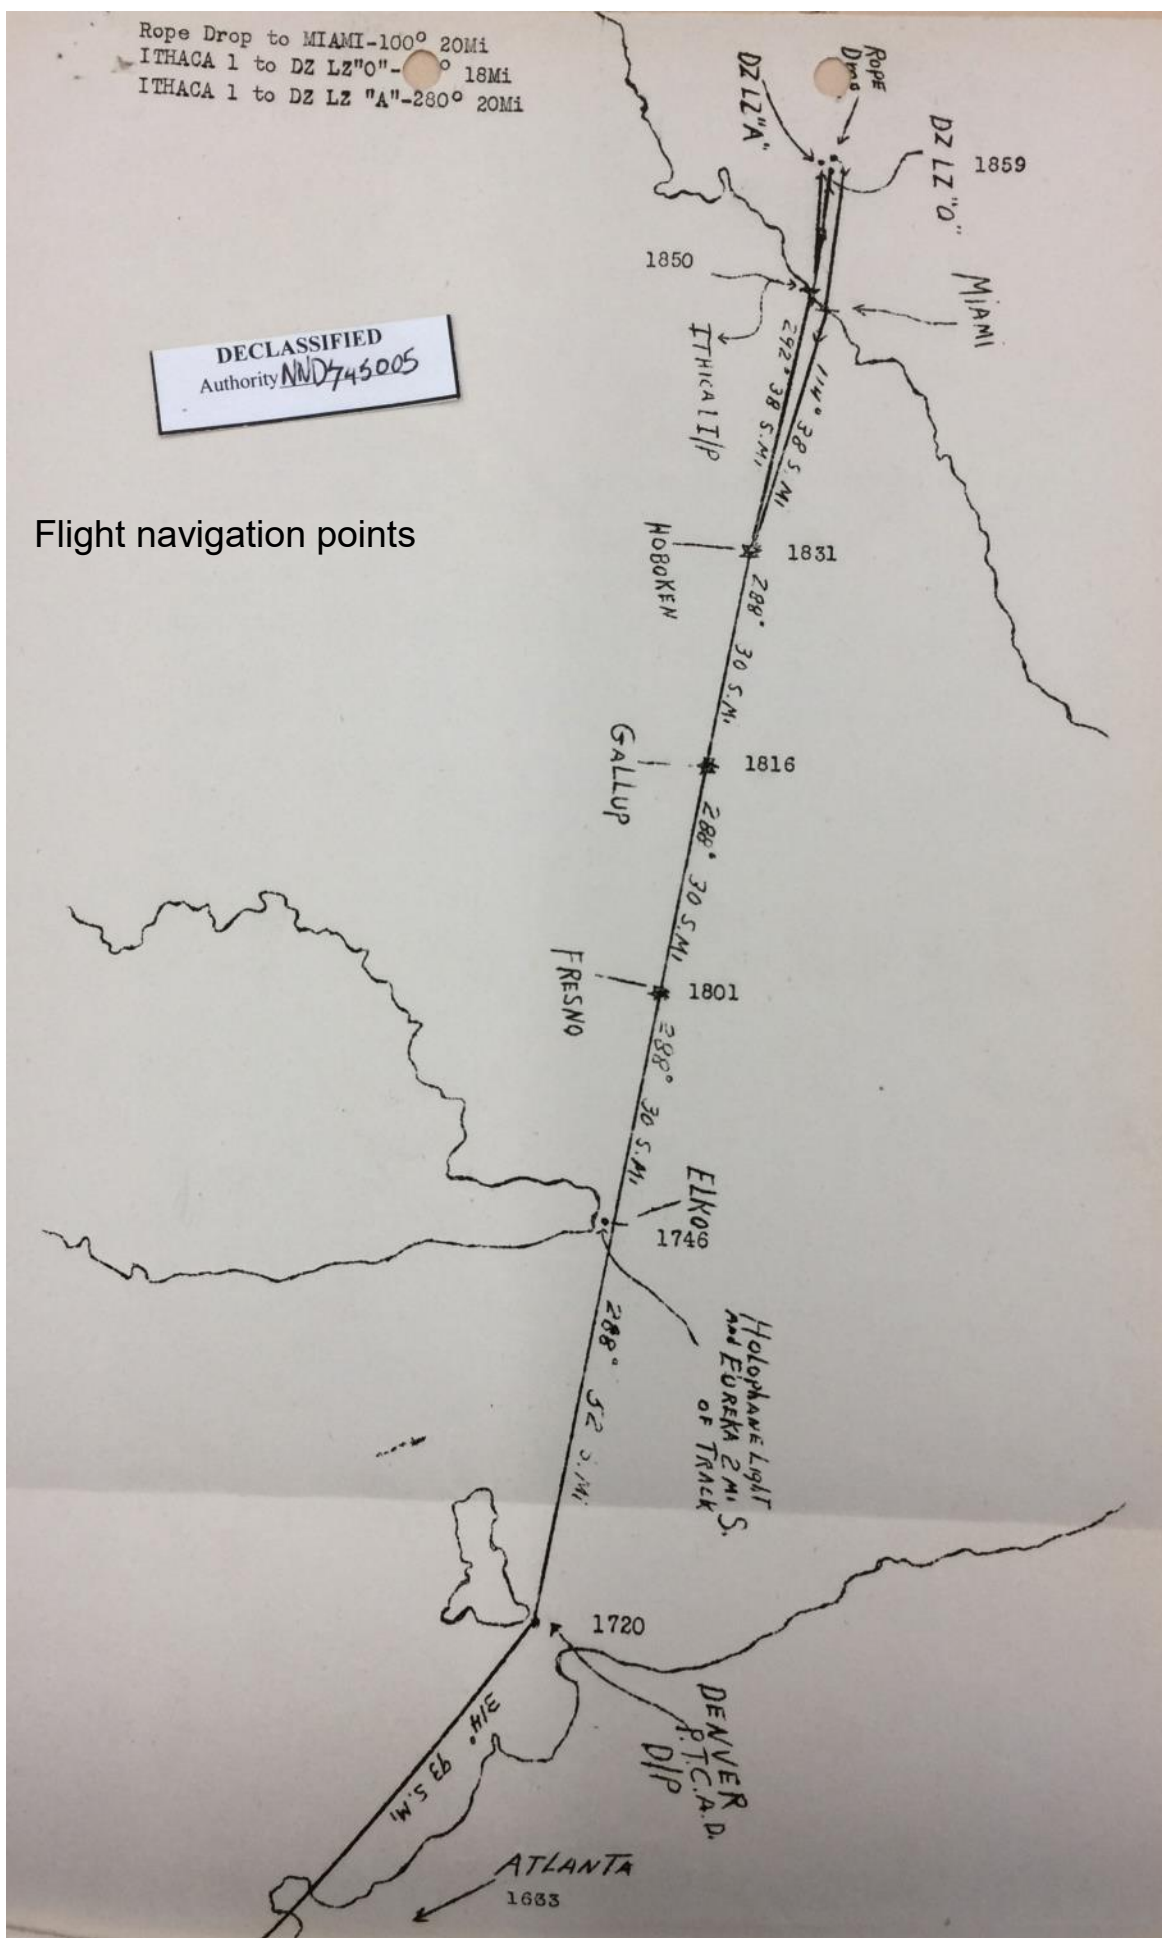 Rope Drop to MIAMI-100° 20Mi
ITHACA 1 to DZ LZ"O"- ° 18Mi
ITHACA 1 to DZ LZ "A"-280° 20Mi
ROPE
DZ LZ"A"
DZ LZ "O"
1859
1850
MIAMI
ITHICA 1 I/P
DECLASSIFIED
Authority NND745005
292° 38 S.Mi
114° 38 S.Mi
Flight navigation points
HOBOKEN
1831
288° 30 S.Mi
GALLUP
1816
288° 30 S.Mi
FRESNO
1801
288° 30 S.Mi
ELKO
1746
HOLOPHANE LIGHT
AND EUREKA 2 Mi S.
OF TRACK
288° 52 S.Mi
1720
DENVER
P.T.C.A.D.
D/P
314° 93 S.Mi
ATLANTA
1633